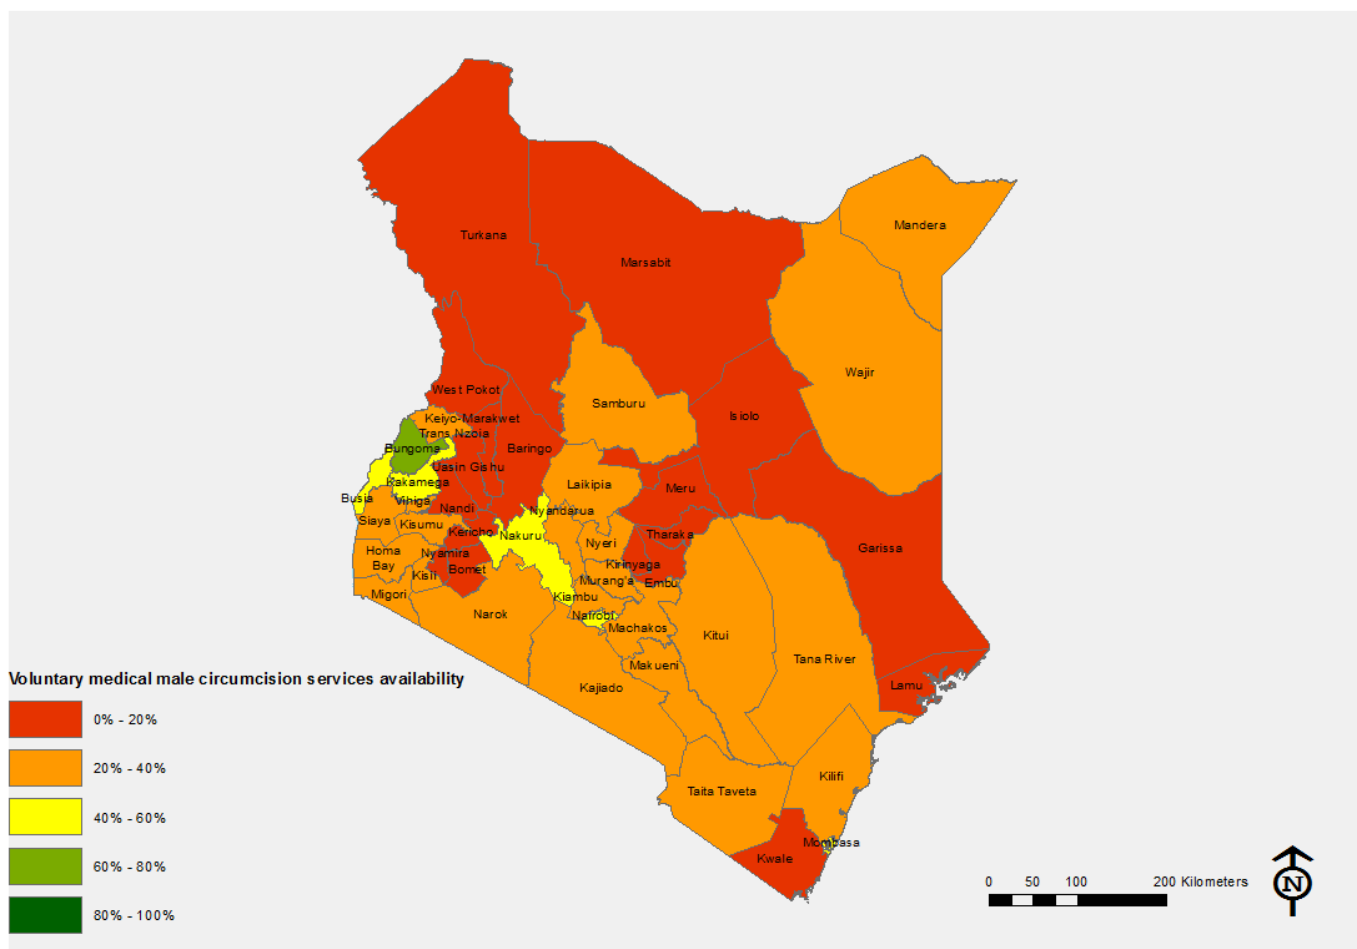 Turkana
Marsabit
Mandera
Wajir
West Pokot
Samburu
Isiolo
Keiyo-Marakwet
Trans Nzoia
Bungoma
Baringo
Uasin Gishu
Kakamega
Laikipia
Meru
Busia
Vihiga
Nandi
Nyandarua
Siaya
Kisumu
Kericho
Nakuru
Nyeri
Tharaka
Garissa
Homa
Bay
Nyamira
Kirinyaga
Kisii
Bomet
Murang'a
Embu
Migori
Kiambu
Narok
Nairobi
Machakos
Kitui
Makueni
Tana River
Kajiado
Lamu
Taita Taveta
Kilifi
Mombasa
Kwale
Voluntary medical male circumcision services availability
0% - 20%
20% - 40%
40% - 60%
60% - 80%
80% - 100%
0 50 100 200 Kilometers
N